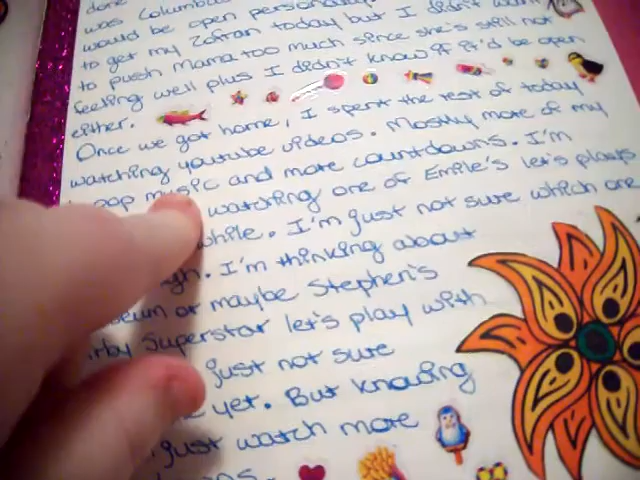 done
was Columbus
would be open personally
to get my Zofran today but I didn't want
to push Mama too much since she's still not
feeling well plus I didn't know if it'd be open
either.
Once we got home, I spent the rest of today
watching youtube videos. Mostly more of my
pop music and more countdowns. I'm
watching one of Emile's let's plays
while. I'm just not sure which one
I'm thinking about
or maybe Stephen's
Superstar let's play with
just not sure
yet. But knowing
just watch more